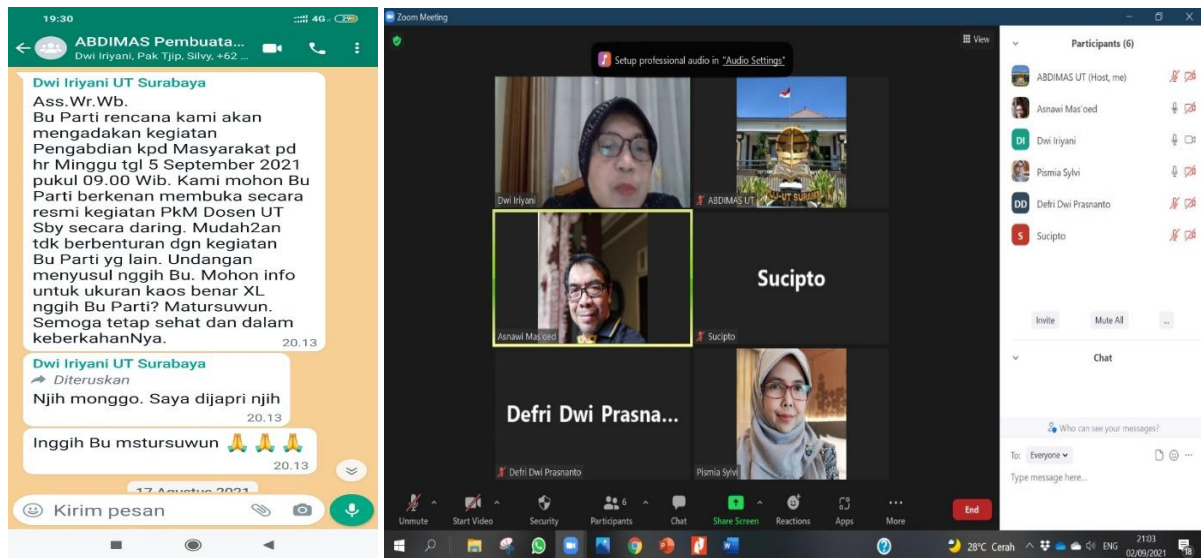 19:30
4G
ABDIMAS Pembuata...
Dwi Iriyani, Pak Tjip, Silvy, +62 ...
Dwi Iriyani UT Surabaya
Ass.Wr.Wb.
Bu Parti rencana kami akan
mengadakan kegiatan
Pengabdian kpd Masyarakat pd
hr Minggu tgl 5 September 2021
pukul 09.00 Wib. Kami mohon Bu
Parti berkenan membuka secara
resmi kegiatan PkM Dosen UT
Sby secara daring. Mudah2an
tdk berbenturan dgn kegiatan
Bu Parti yg lain. Undangan
menyusul nggih Bu. Mohon info
untuk ukuran kaos benar XL
nggih Bu Parti? Matursuwun.
Semoga tetap sehat dan dalam
keberkahanNya.
20.13
Dwi Iriyani UT Surabaya
Diteruskan
Njih monggo. Saya dijapri njih
20.13
Inggih Bu mstursuwun
20.13
17 Agustus 2021
Kirim pesan
Zoom Meeting
View
Setup professional audio in "Audio Settings"
Dwi Iriyani
ABDIMAS UT
Asnawi Mas'oed
Sucipto
Sucipto
Defri Dwi Prasna...
Defri Dwi Prasnanto
Pismia Sylvi
Unmute
Start Video
Security
Participants
6
Chat
Share Screen
Reactions
Apps
More
End
Participants (6)
ABDIMAS UT (Host, me)
Asnawi Mas'oed
DI Dwi Iriyani
Pismia Sylvi
DD Defri Dwi Prasnanto
S Sucipto
Invite
Mute All
...
Chat
Who can see your messages?
To: Everyone
Type message here...
28°C Cerah
ENG
21:03
02/09/2021